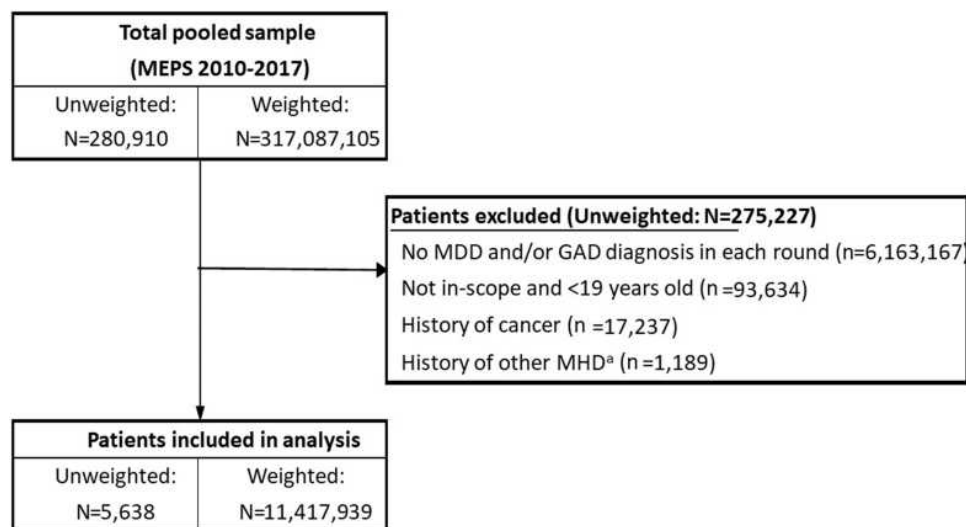 Total pooled sample
(MEPS 2010-2017)
Unweighted: Weighted:
N=280,910 N=317,087,105
Patients excluded (Unweighted: N=275,227)
No MDD and/or GAD diagnosis in each round (n=6,163,167)
Not in-scope and <19 years old (n=93,634)
History of cancer (n =17,237)
History of other MHDᵃ (n=1,189)
Patients included in analysis
Unweighted: Weighted:
N=5,638 N=11,417,939